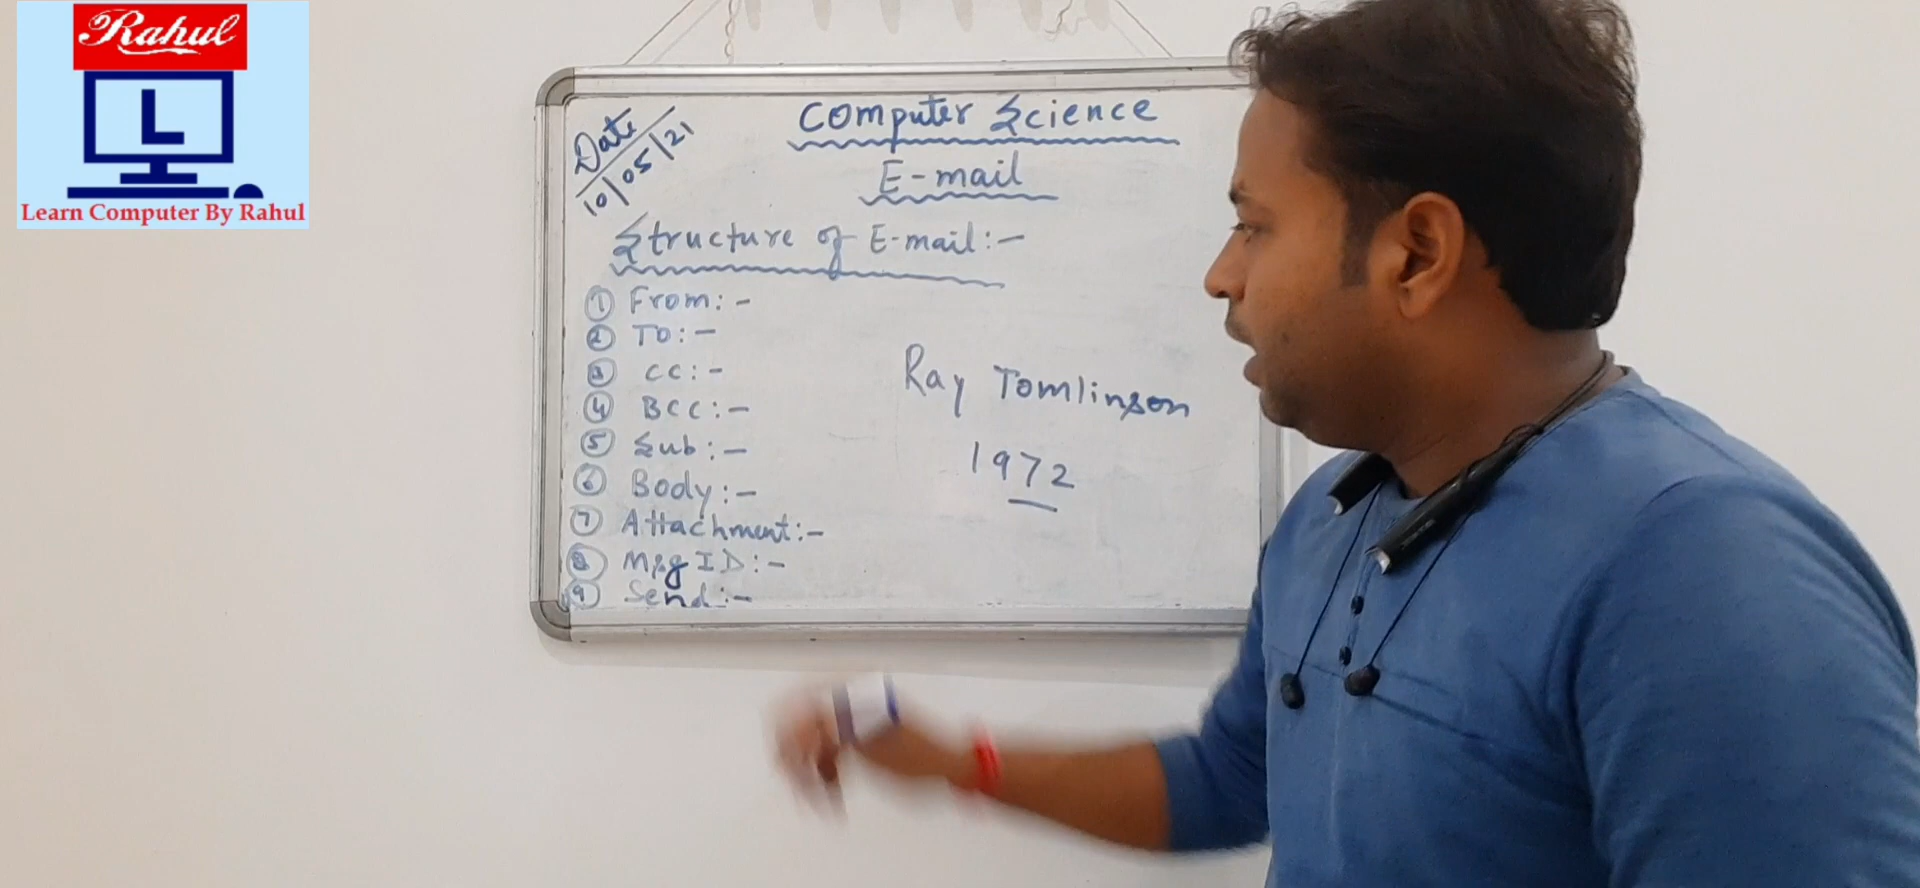 Rahul
L
Learn Computer By Rahul
Date
10/05/21
Computer Science
E-mail
Structure of E-mail:-
1 From:-
2 To:-
3 CC:-
4 BCC:-
5 Sub:-
6 Body:-
7 Attachment:-
8 Msg ID:-
9 Send:-
Ray Tomlinson
1972